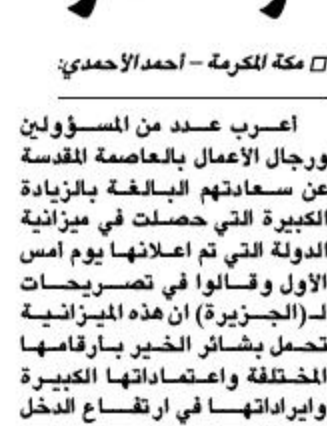 □ مكة المكرمة – أحمد الأحمدي:
أعرب عدد من المسؤولين
ورجال الأعمال بالعاصمة المقدسة
عن سعادتهم البالغة بالزيادة
الكبيرة التي حصلت في ميزانية
الدولة التي تم اعلانها يوم أمس
الأول وقالوا في تصريحات
لـ(الجزيرة) ان هذه الميزانية
تحمل بشائر الخير بأرقامها
المختلفة واعتماداتها الكبيرة
وايراداتها في ارتفاع الدخل